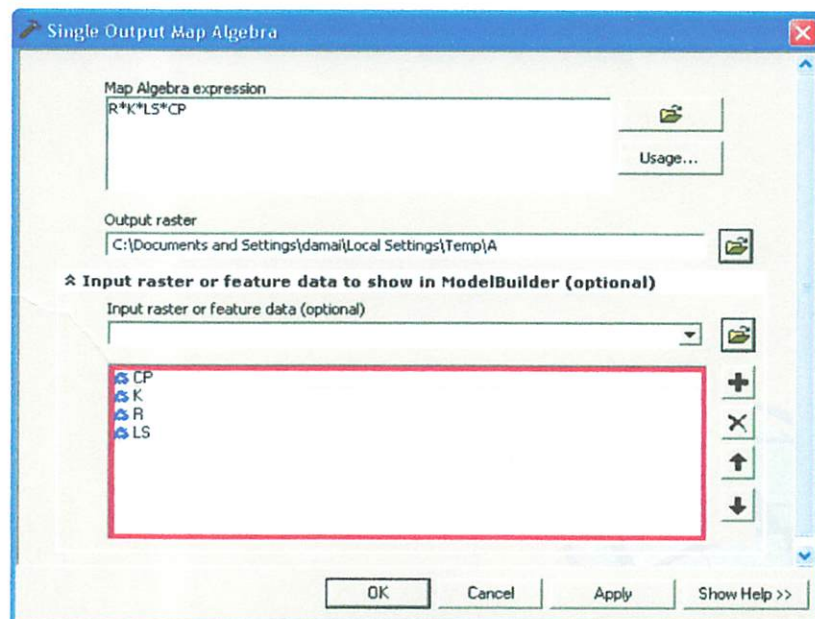 Single Output Map Algebra
Map Algebra expression
R*K*LS*CP
Usage...
Output raster
C:\Documents and Settings\damai\Local Settings\Temp\A
Input raster or feature data to show in ModelBuilder (optional)
Input raster or feature data (optional)
CP
K
R
LS
OK
Cancel
Apply
Show Help >>